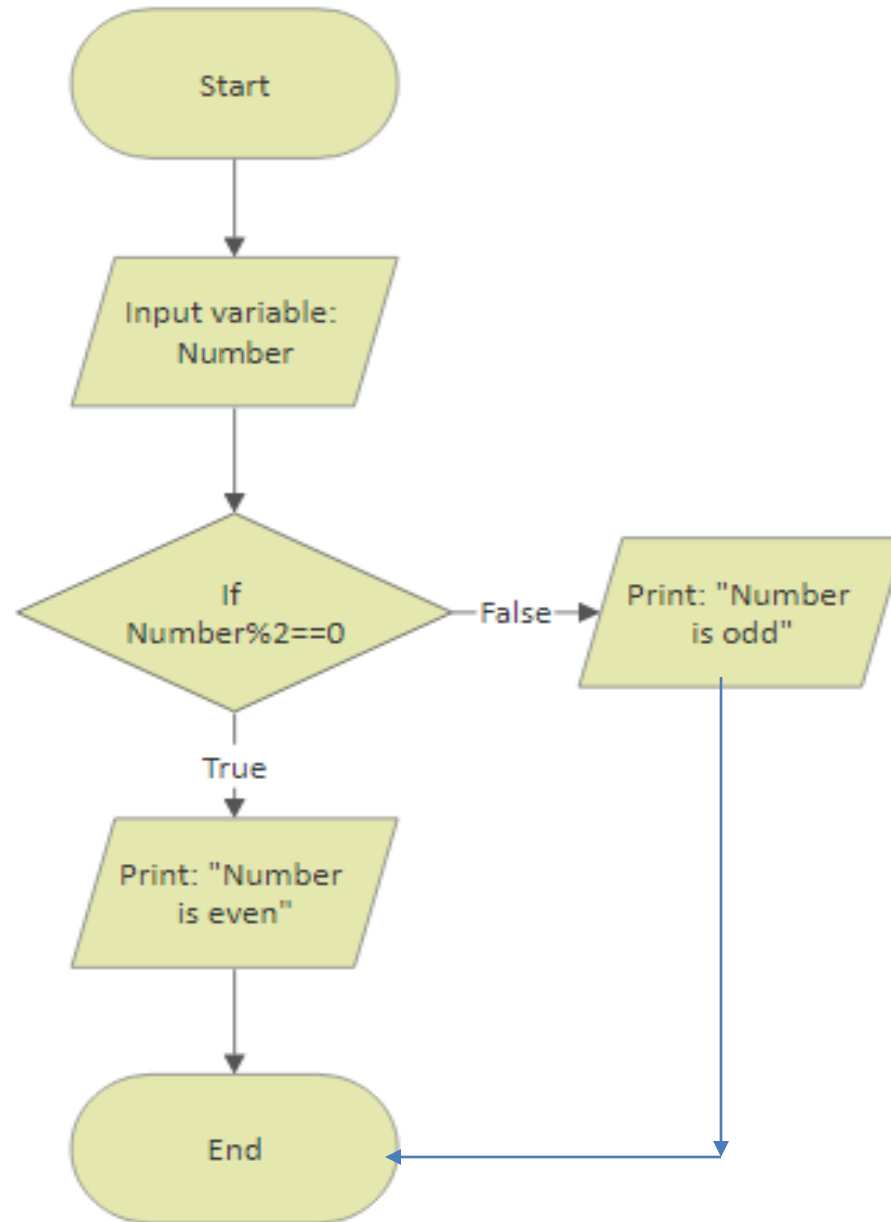 Start
Input variable:
Number
If
Number%2==0
False
Print: "Number
is odd"
True
Print: "Number
is even"
End